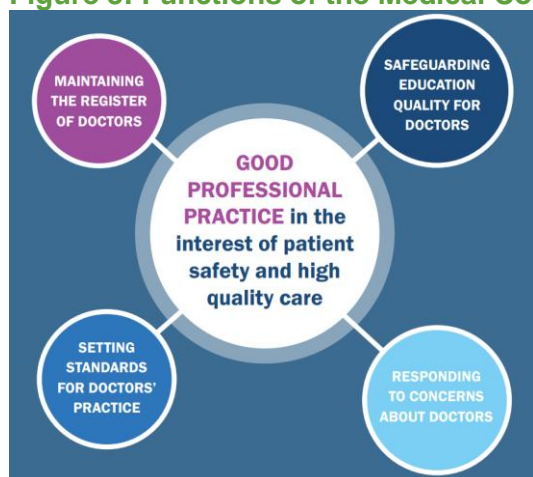 MAINTAINING
THE REGISTER
OF DOCTORS
SAFEGUARDING
EDUCATION
QUALITY FOR
DOCTORS
GOOD
PROFESSIONAL
PRACTICE in the
interest of patient
safety and high
quality care
SETTING
STANDARDS
FOR DOCTORS’
PRACTICE
RESPONDING
TO CONCERNS
ABOUT DOCTORS